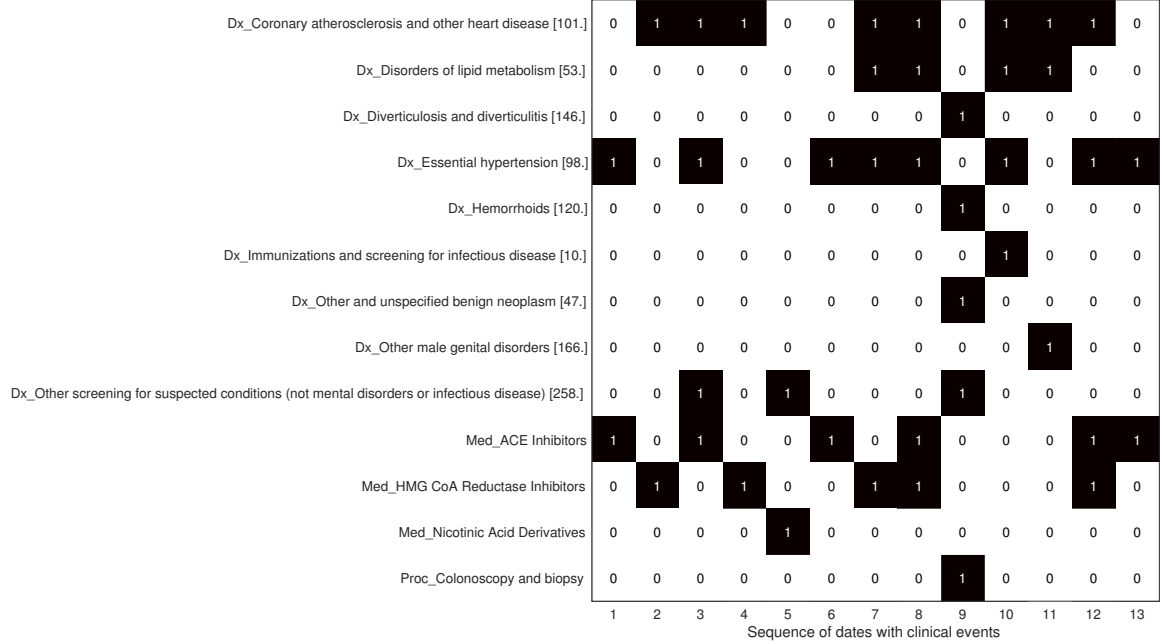 Dx_Coronary atherosclerosis and other heart disease [101.] 0 1 1 1 0 0 1 1 0 1 1 1 0
Dx_Disorders of lipid metabolism [53.] 0 0 0 0 0 0 1 1 0 1 1 0 0
Dx_Diverticulosis and diverticulitis [146.] 0 0 0 0 0 0 0 0 1 0 0 0 0
Dx_Essential hypertension [98.] 1 0 1 0 0 1 1 1 0 1 0 1 1
Dx_Hemorrhoids [120.] 0 0 0 0 0 0 0 0 1 0 0 0 0
Dx_Immunizations and screening for infectious disease [10.] 0 0 0 0 0 0 0 0 0 1 0 0 0
Dx_Other and unspecified benign neoplasm [47.] 0 0 0 0 0 0 0 0 1 0 0 0 0
Dx_Other male genital disorders [166.] 0 0 0 0 0 0 0 0 0 0 1 0 0
Dx_Other screening for suspected conditions (not mental disorders or infectious disease) [258.] 0 0 1 0 1 0 0 0 1 0 0 0 0
Med_ACE Inhibitors 1 0 1 0 0 1 0 1 0 0 0 1 1
Med_HMG CoA Reductase Inhibitors 0 1 0 1 0 0 1 1 0 0 0 1 0
Med_Nicotinic Acid Derivatives 0 0 0 0 1 0 0 0 0 0 0 0 0
Proc_Colonoscopy and biopsy 0 0 0 0 0 0 0 0 1 0 0 0 0
1 2 3 4 5 6 7 8 9 10 11 12 13
Sequence of dates with clinical events